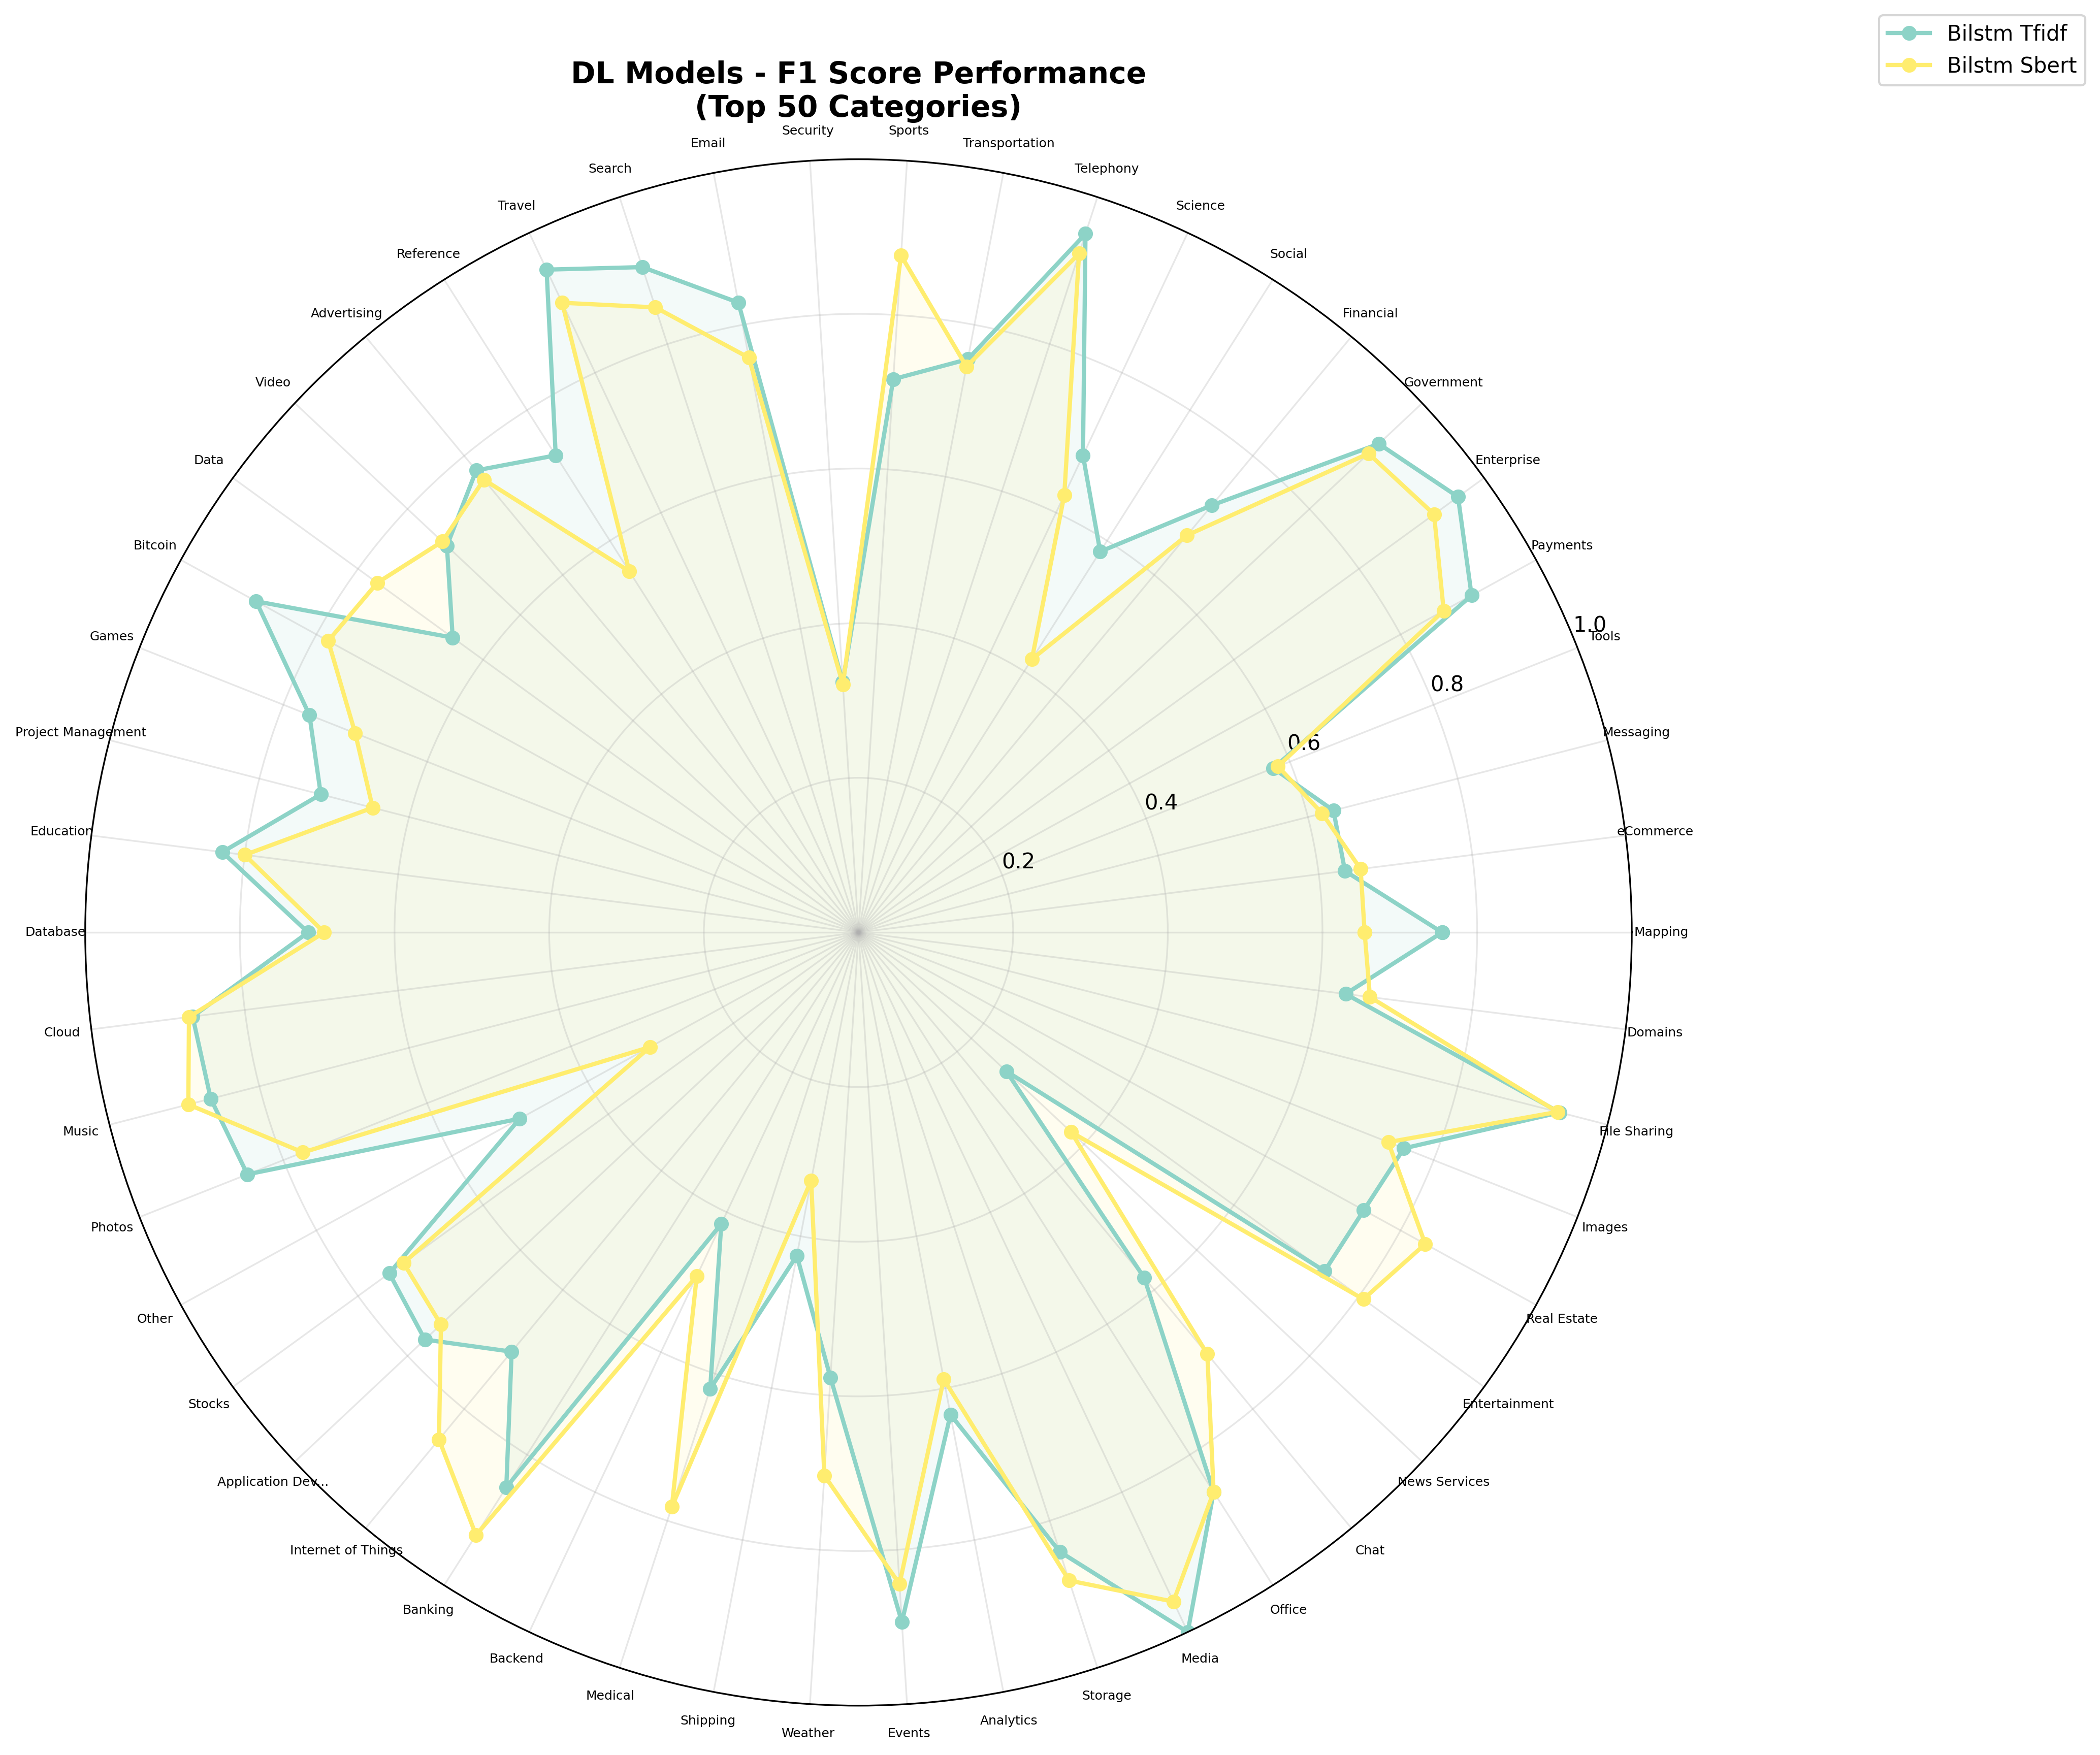 Bilstm Tfidf
Bilstm Sbert
DL Models - F1 Score Performance
(Top 50 Categories)
Security
Sports
Email
Transportation
Search
Telephony
Travel
Science
Reference
Social
Advertising
Financial
Video
Government
Data
Enterprise
Bitcoin
Payments
1.0
Games
Tools
0.8
Project Management
Messaging
0.6
0.4
Education
eCommerce
0.2
Database
Mapping
Cloud
Domains
Music
File Sharing
Photos
Images
Other
Real Estate
Stocks
Entertainment
Application Dev...
News Services
Internet of Things
Chat
Banking
Office
Backend
Media
Medical
Storage
Shipping
Analytics
Weather
Events